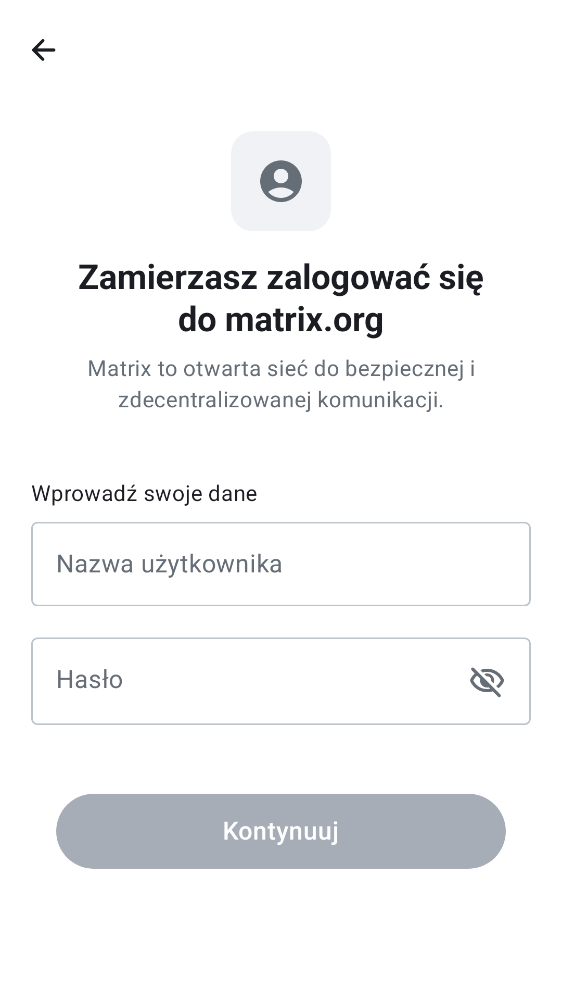 Zamierzasz zalogować się
do matrix.org
Matrix to otwarta sieć do bezpiecznej i
zdecentralizowanej komunikacji.
Wprowadź swoje dane
Nazwa użytkownika
Hasło
Kontynuuj